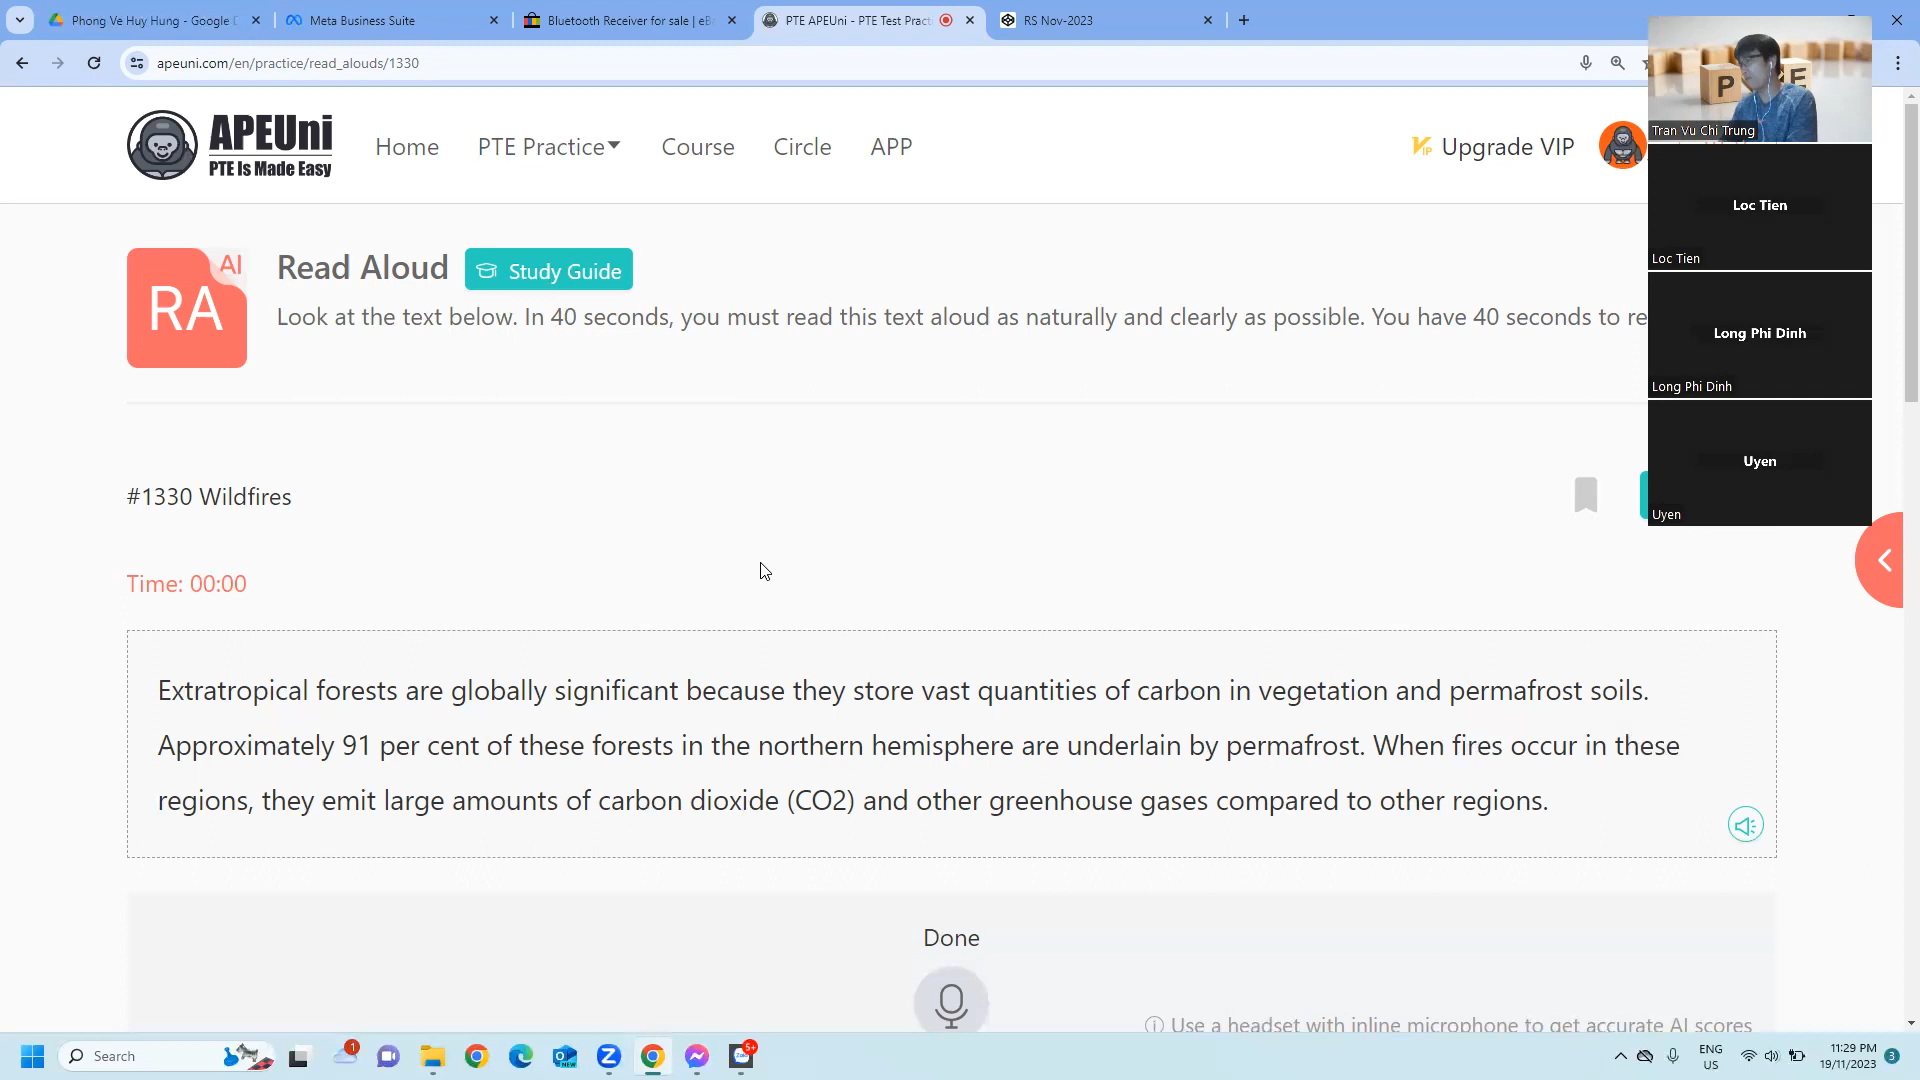 Phong Ve Huy Hung - Google
Meta Business Suite
Bluetooth Receiver for sale | eB
PTE APEUni - PTE Test Pract
RS Nov-2023
apeuni.com/en/practice/read_alouds/1330
APEUni
PTE Is Made Easy
Home
PTE Practice
Course
Circle
APP
VIP
Upgrade VIP
P
E
Tran Vu Chi Trung
Loc Tien
Loc Tien
Long Phi Dinh
Long Phi Dinh
Uyen
Uyen
AI
RA
Read Aloud
Study Guide
Look at the text below. In 40 seconds, you must read this text aloud as naturally and clearly as possible. You have 40 seconds to re
#1330 Wildfires
Time: 00:00
Extratropical forests are globally significant because they store vast quantities of carbon in vegetation and permafrost soils.
Approximately 91 per cent of these forests in the northern hemisphere are underlain by permafrost. When fires occur in these
regions, they emit large amounts of carbon dioxide (CO2) and other greenhouse gases compared to other regions.
Done
Use a headset with inline microphone to get accurate AI scores
Search
1
NEW
Zalo
5+
ENG
US
11:29 PM
19/11/2023
3